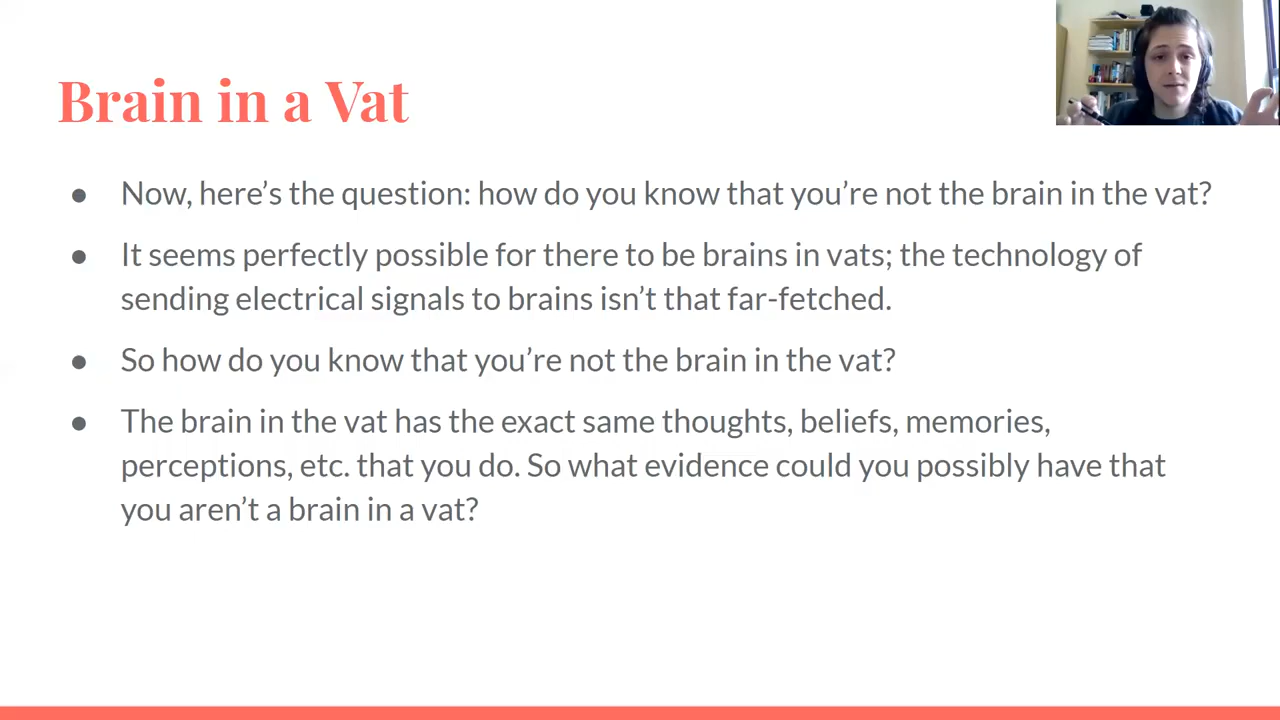 Brain in a Vat
● Now, here’s the question: how do you know that you’re not the brain in the vat?
● It seems perfectly possible for there to be brains in vats; the technology of
sending electrical signals to brains isn’t that far-fetched.
● So how do you know that you’re not the brain in the vat?
● The brain in the vat has the exact same thoughts, beliefs, memories,
perceptions, etc. that you do. So what evidence could you possibly have that
you aren’t a brain in a vat?